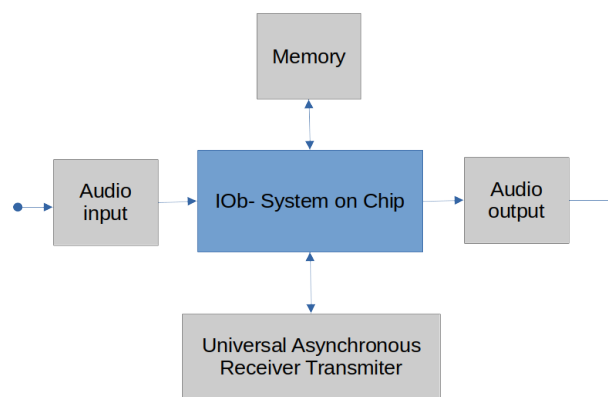 Memory
Audio
input
IOb- System on Chip
Audio
output
Universal Asynchronous
Receiver Transmiter